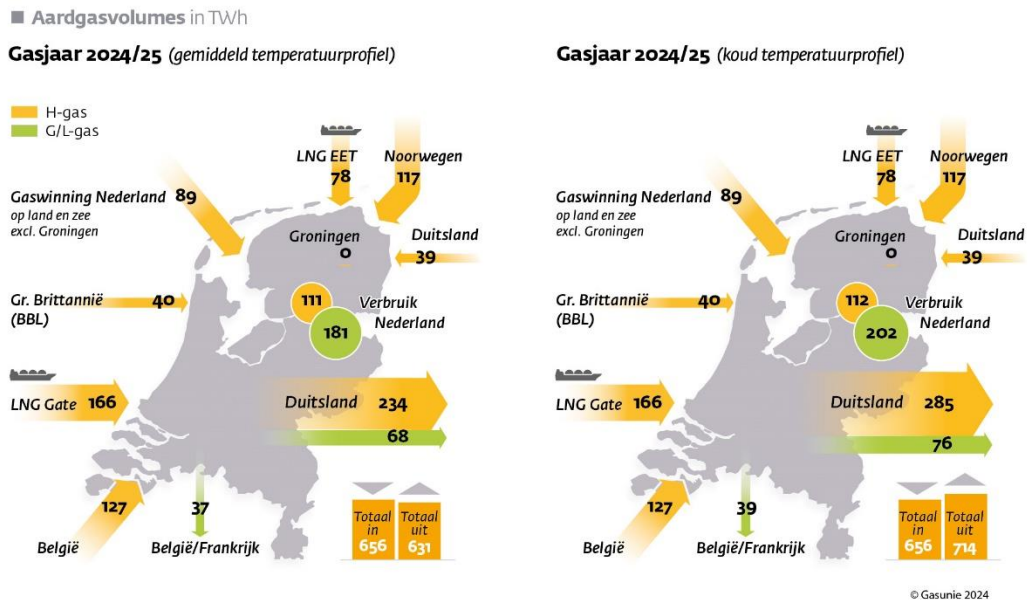 Aardgasvolumes in TWh
Gasjaar 2024/25 (gemiddeld temperatuurprofiel)
H-gas
G/L-gas
LNG EET
78
Noorwegen
117
Gaswinning Nederland
op land en zee
excl. Groningen
89
Groningen
0
Duitsland
39
Gr. Brittannië
(BBL)
40
111
181
Verbruik
Nederland
LNG Gate
166
Duitsland
234
68
127
België
37
België/Frankrijk
Totaal
in
656
Totaal
uit
631
Gasjaar 2024/25 (koud temperatuurprofiel)
LNG EET
78
Noorwegen
117
Gaswinning Nederland
op land en zee
excl. Groningen
89
Groningen
0
Duitsland
39
Gr. Brittannië
(BBL)
40
112
202
Verbruik
Nederland
LNG Gate
166
Duitsland
285
76
127
België
39
België/Frankrijk
Totaal
in
656
Totaal
uit
714
© Gasunie 2024